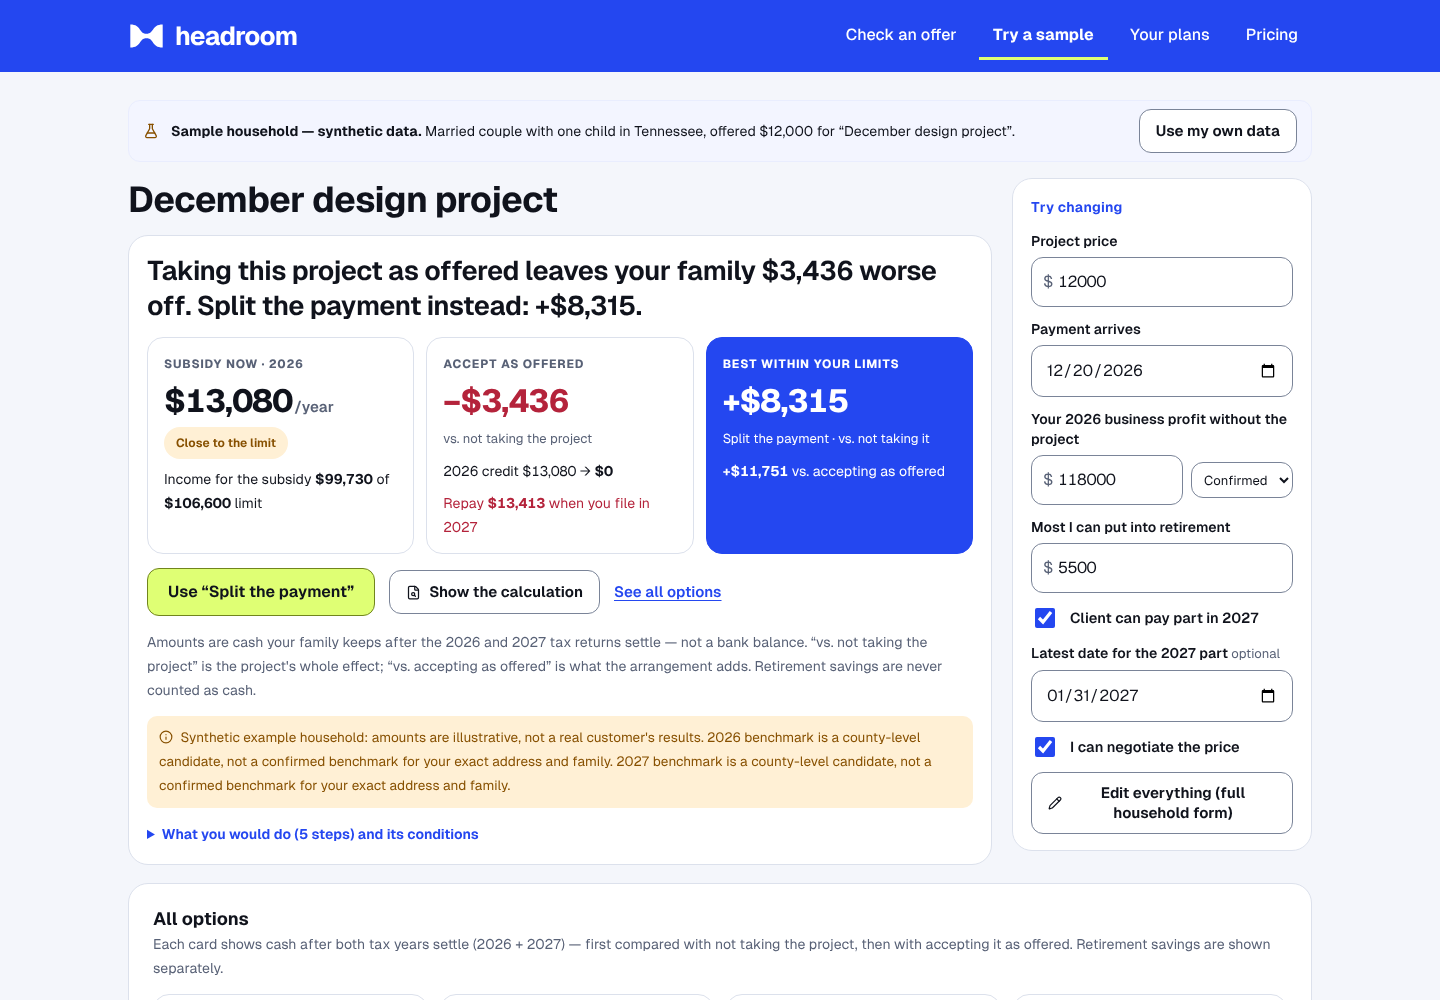 headroom
Check an offer
Try a sample
Your plans
Pricing
Sample household — synthetic data. Married couple with one child in Tennessee, offered $12,000 for “December design project”.
Use my own data
December design project
Taking this project as offered leaves your family $3,436 worse
off. Split the payment instead: +$8,315.
SUBSIDY NOW · 2026
$13,080/year
Close to the limit
Income for the subsidy $99,730 of
$106,600 limit
ACCEPT AS OFFERED
–$3,436
vs. not taking the project
2026 credit $13,080 → $0
Repay $13,413 when you file in
2027
BEST WITHIN YOUR LIMITS
+$8,315
Split the payment · vs. not taking it
+$11,751 vs. accepting as offered
Use “Split the payment”
Show the calculation
See all options
Amounts are cash your family keeps after the 2026 and 2027 tax returns settle — not a bank balance. “vs. not taking the
project” is the project's whole effect; “vs. accepting as offered” is what the arrangement adds. Retirement savings are never
counted as cash.
Synthetic example household: amounts are illustrative, not a real customer's results. 2026 benchmark is a county-level
candidate, not a confirmed benchmark for your exact address and family. 2027 benchmark is a county-level candidate, not a
confirmed benchmark for your exact address and family.
What you would do (5 steps) and its conditions
Try changing
Project price
$ 12000
Payment arrives
12/20/2026
Your 2026 business profit without the
project
$ 118000
Confirmed
Most I can put into retirement
$ 5500
Client can pay part in 2027
Latest date for the 2027 part optional
01/31/2027
I can negotiate the price
Edit everything (full
household form)
All options
Each card shows cash after both tax years settle (2026 + 2027) — first compared with not taking the project, then with accepting it as offered. Retirement savings are shown
separately.